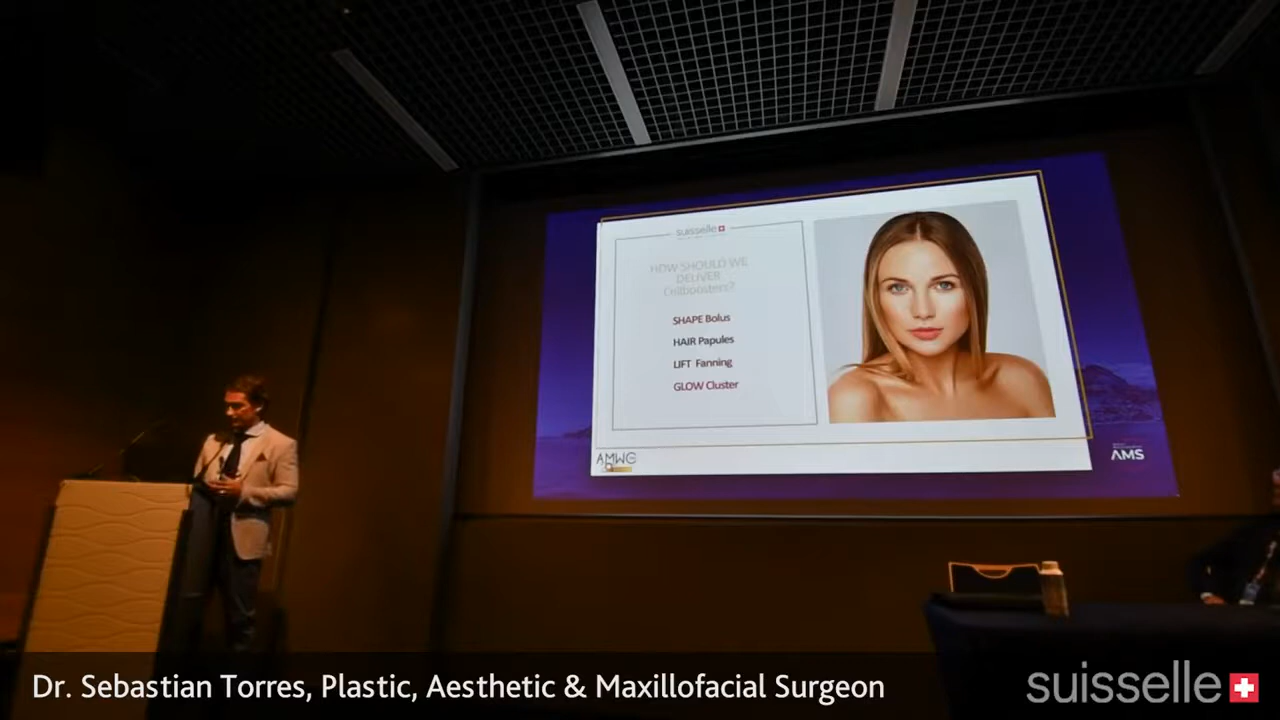 suisselle
HOW SHOULD WE
DELIVER
Cellboosters?
SHAPE Bolus
HAIR Papules
LIFT Fanning
GLOW Cluster
AMWC
AMS
Dr. Sebastian Torres, Plastic, Aesthetic & Maxillofacial Surgeon
suisselle